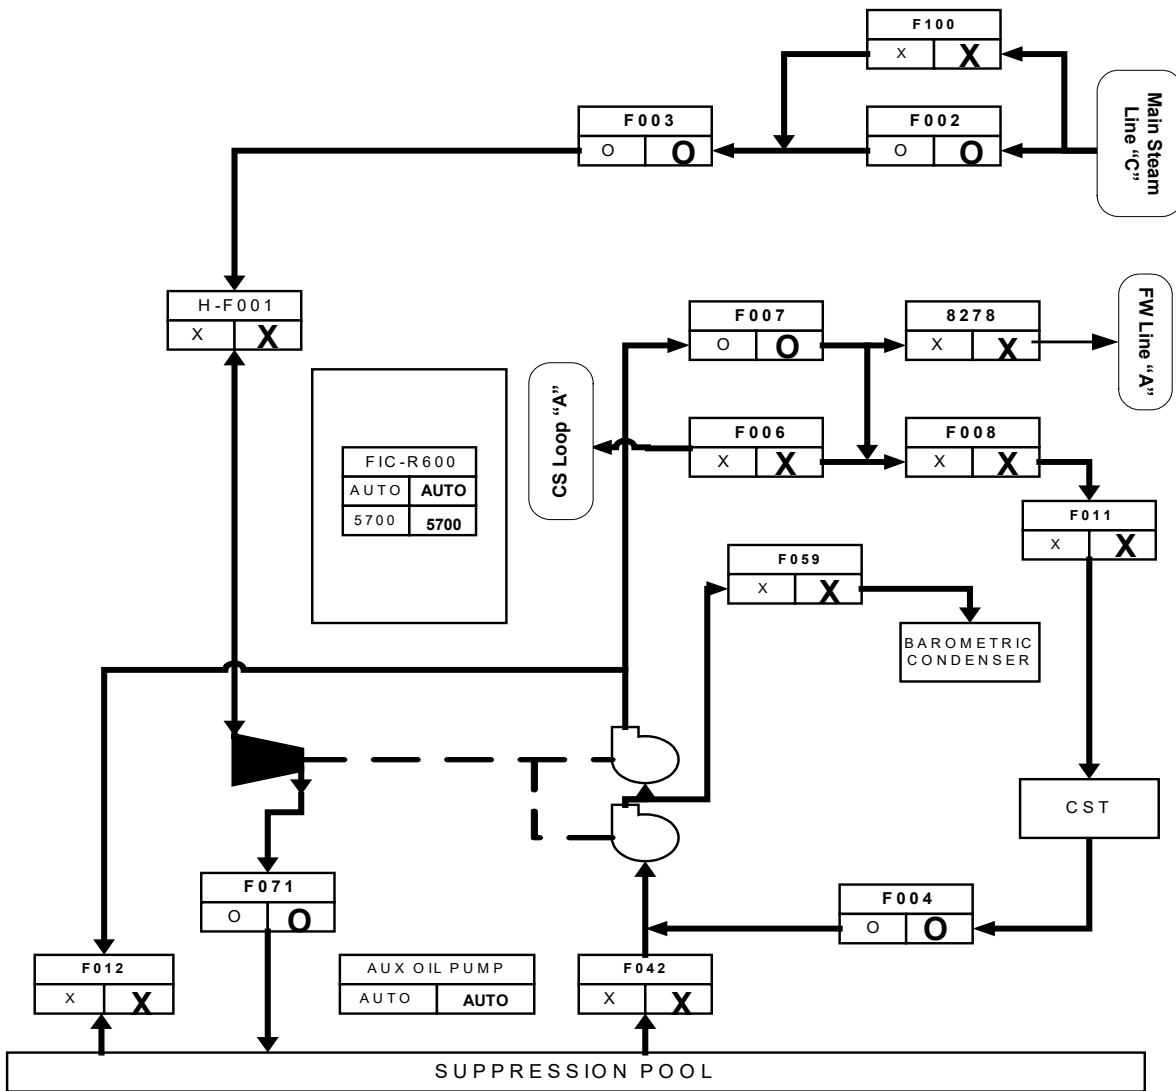 F100
X X
Main Steam
Line "C"
F003
O O
F002
O O
H-F001
X X
F007
O O
8278
X X
FW Line "A"
CS Loop "A"
F006
X X
F008
X X
FIC-R600
AUTO AUTO
5700 5700
F011
X X
F059
X X
BAROMETRIC
CONDENSER
CST
F071
O O
F004
O O
F012
X X
AUX OIL PUMP
AUTO AUTO
F042
X X
SUPPRESSION POOL